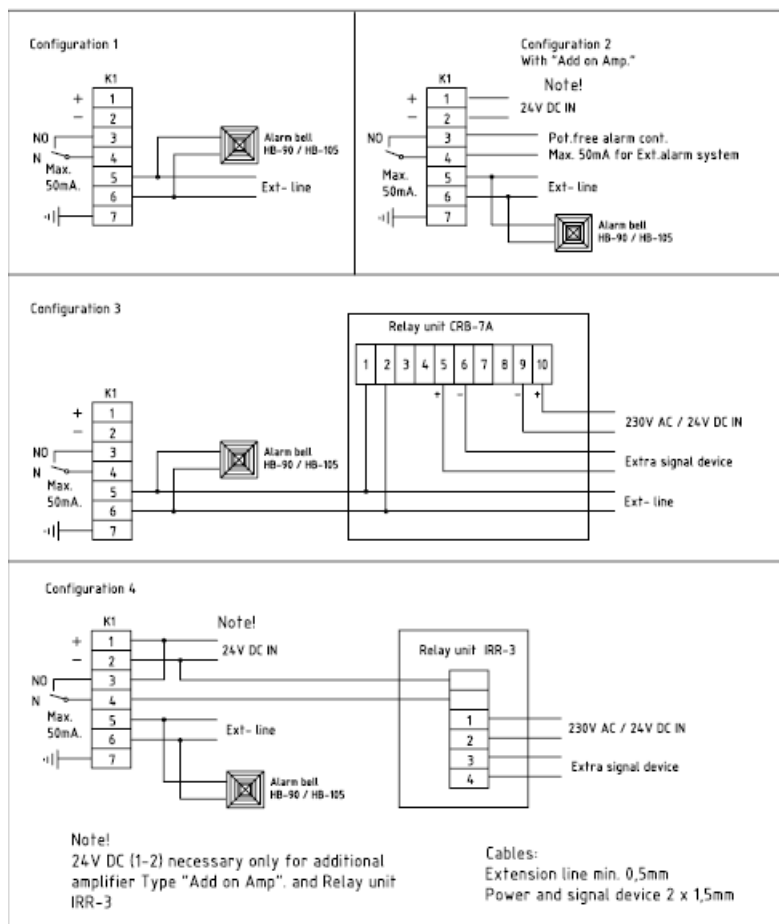 Configuration 1
K1
+ 1
- 2
NO 3
N 4
Max. 50mA.
5
6
7
Alarm bell
HB-90 / HB-105
Ext- line
Configuration 2
With "Add on Amp."
Note!
K1
+ 1
- 2
24V DC IN
NO 3
Pot.free alarm cont.
4
Max. 50mA for Ext.alarm system
Max.
50mA.
5
6
Ext- line
7
Alarm bell
HB-90 / HB-105
Configuration 3
Relay unit CRB-7A
1 2 3 4 5 6 7 8 9 10
+ - - +
K1
+ 1
- 2
NO 3
N 4
Max.
50mA.
5
6
7
Alarm bell
HB-90 / HB-105
230V AC / 24V DC IN
Extra signal device
Ext- line
Configuration 4
K1
Note!
+ 1
- 2
24V DC IN
NO 3
N 4
Max.
50mA.
5
6
7
Ext- line
Alarm bell
HB-90 / HB-105
Relay unit IRR-3
1
2
3
4
230V AC / 24V DC IN
Extra signal device
Note!
24V DC (1-2) necessary only for additional
amplifier Type "Add on Amp". and Relay unit
IRR-3
Cables:
Extension line min. 0,5mm
Power and signal device 2 x 1,5mm